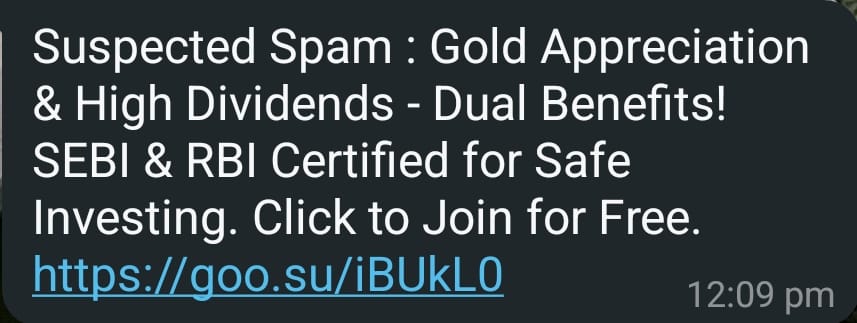 Suspected Spam : Gold Appreciation
& High Dividends - Dual Benefits!
SEBI & RBI Certified for Safe
Investing. Click to Join for Free.
https://goo.su/iBUkL0
12:09 pm